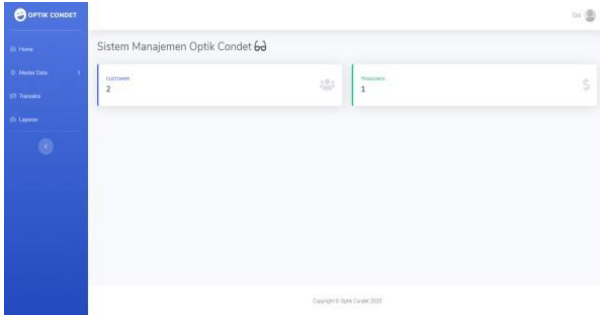 OPTIK CONDET
Home
Master Data
Transaksi
Laporan
Sistem Manajemen Optik Condet
CUSTOMER
2
TRANSAKSI
1
Copyright © Optik Condet 2020